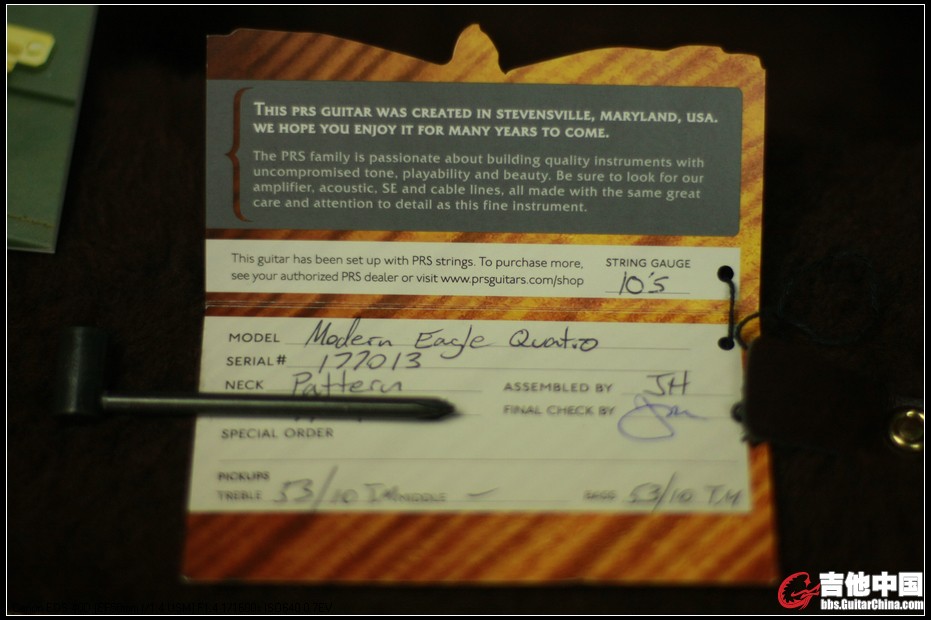 THIS PRS GUITAR WAS CREATED IN STEVENSVILLE, MARYLAND, USA.
WE HOPE YOU ENJOY IT FOR MANY YEARS TO COME.
The PRS family is passionate about building quality instruments with
uncompromised tone, playability and beauty. Be sure to look for our
amplifier, acoustic, SE and cable lines, all made with the same great
care and attention to detail as this fine instrument.
This guitar has been set up with PRS strings. To purchase more,
see your authorized PRS dealer or visit www.prsguitars.com/shop
STRING GAUGE
10's
MODEL Modern Eagle Quatro
SERIAL# 177013
NECK Pattern
ASSEMBLED BY JH
FINAL CHECK BY
SPECIAL ORDER
PICKUPS
TREBLE 53/10 TM MIDDLE — BASS 53/10 TM
吉他中国
bbs.GuitarChina.com